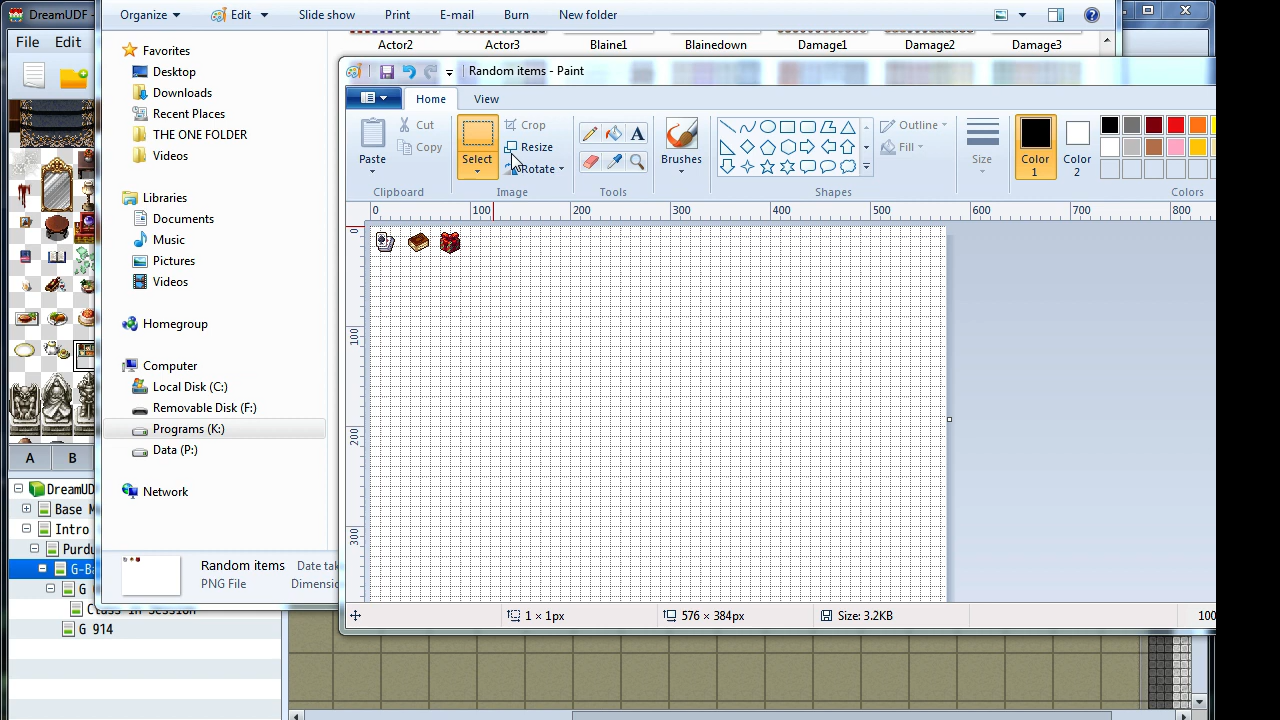 DreamUDF -
File Edit
Organize Edit Slide show Print E-mail Burn New folder
Favorites
Desktop
Downloads
Recent Places
THE ONE FOLDER
Videos
Libraries
Documents
Music
Pictures
Videos
Homegroup
Computer
Local Disk (C:)
Removable Disk (F:)
Programs (K:)
Data (P:)
Network
Actor2 Actor3 Blaine1 Blainedown Damage1 Damage2 Damage3
Random items - Paint
Home View
Paste
Cut
Copy
Clipboard
Select
Crop
Resize
Rotate
Image
Tools
Brushes
Shapes
Outline
Fill
Size
Color 1
Color 2
Colors
0 100 200 300 400 500 600 700 800
0
100
200
300
1 × 1px 576 × 384px Size: 3.2KB 100
Random items Date tak
PNG File Dimensio
A B
DreamUD
Base M
Intro
Purdu
G-Ba
G
Class in Session
G 914